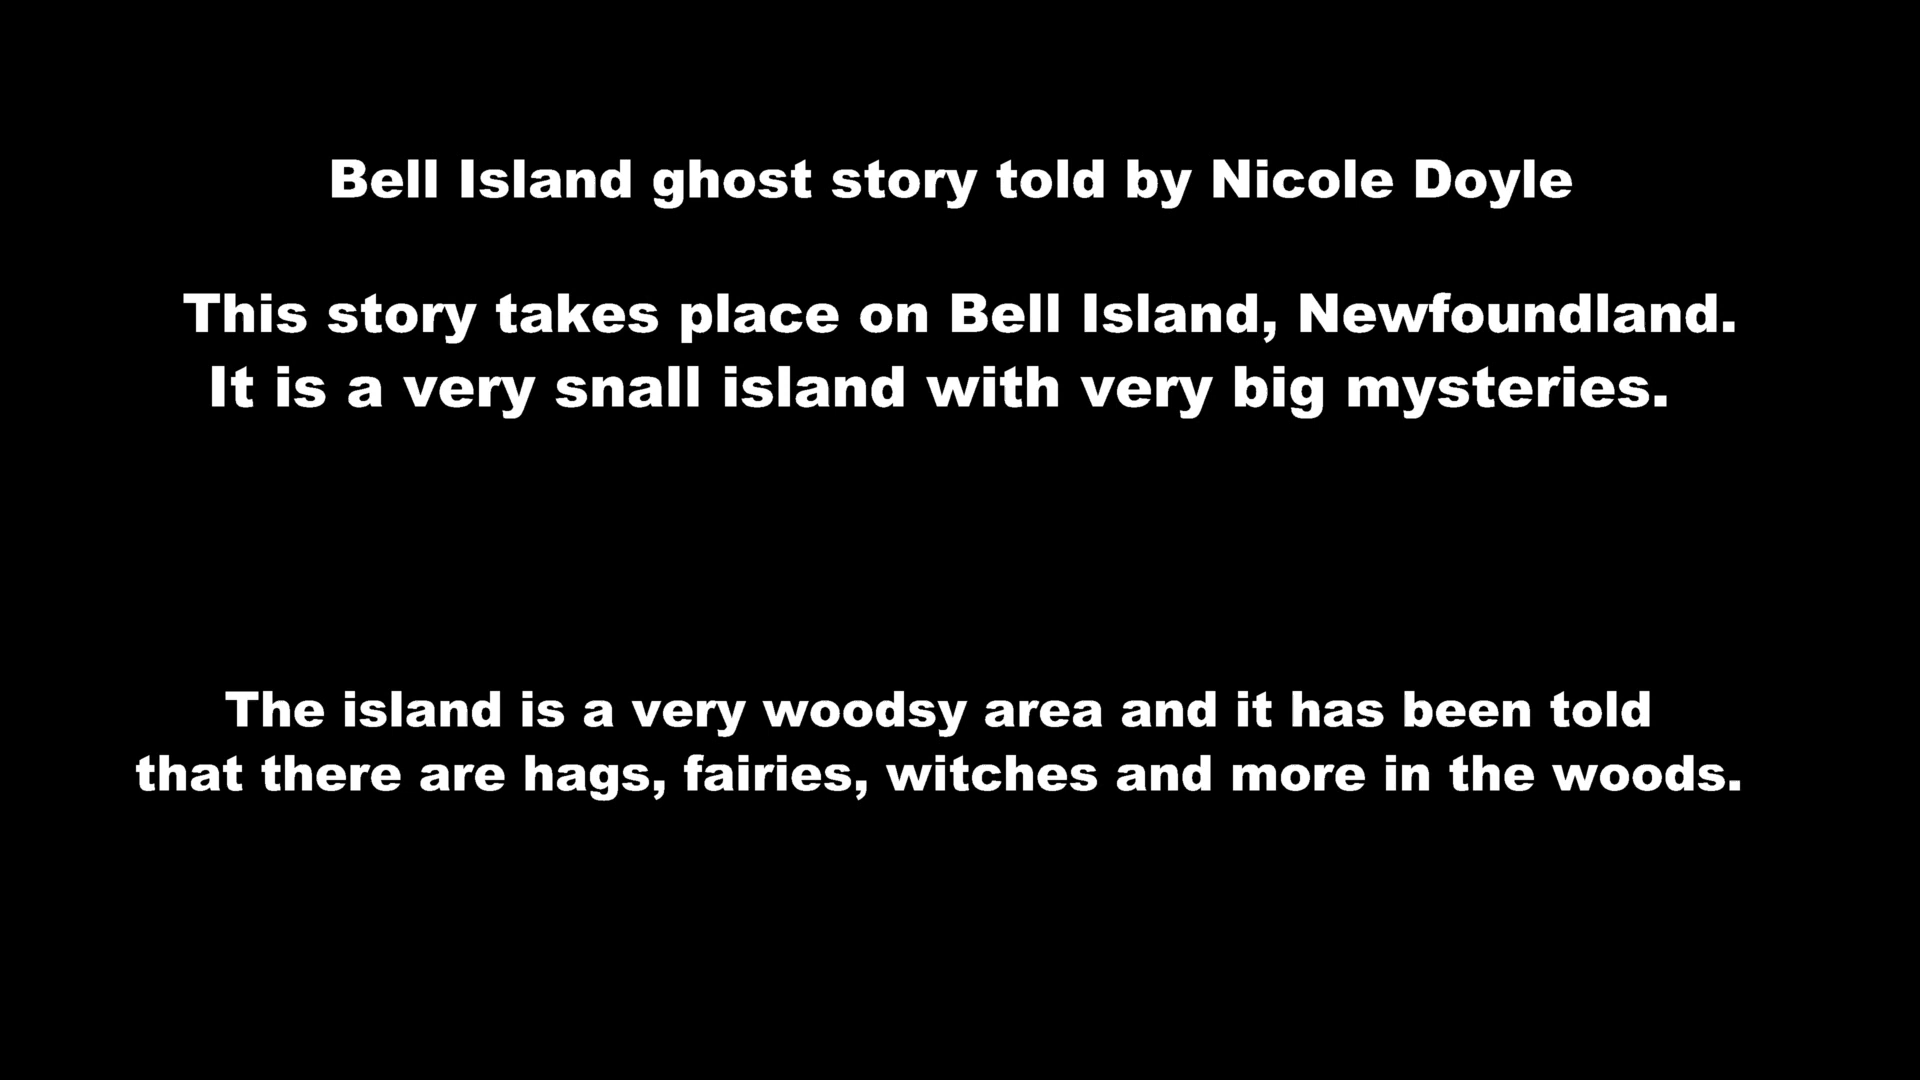 Bell Island ghost story told by Nicole Doyle
This story takes place on Bell Island, Newfoundland.
It is a very snall island with very big mysteries.
The island is a very woodsy area and it has been told
that there are hags, fairies, witches and more in the woods.